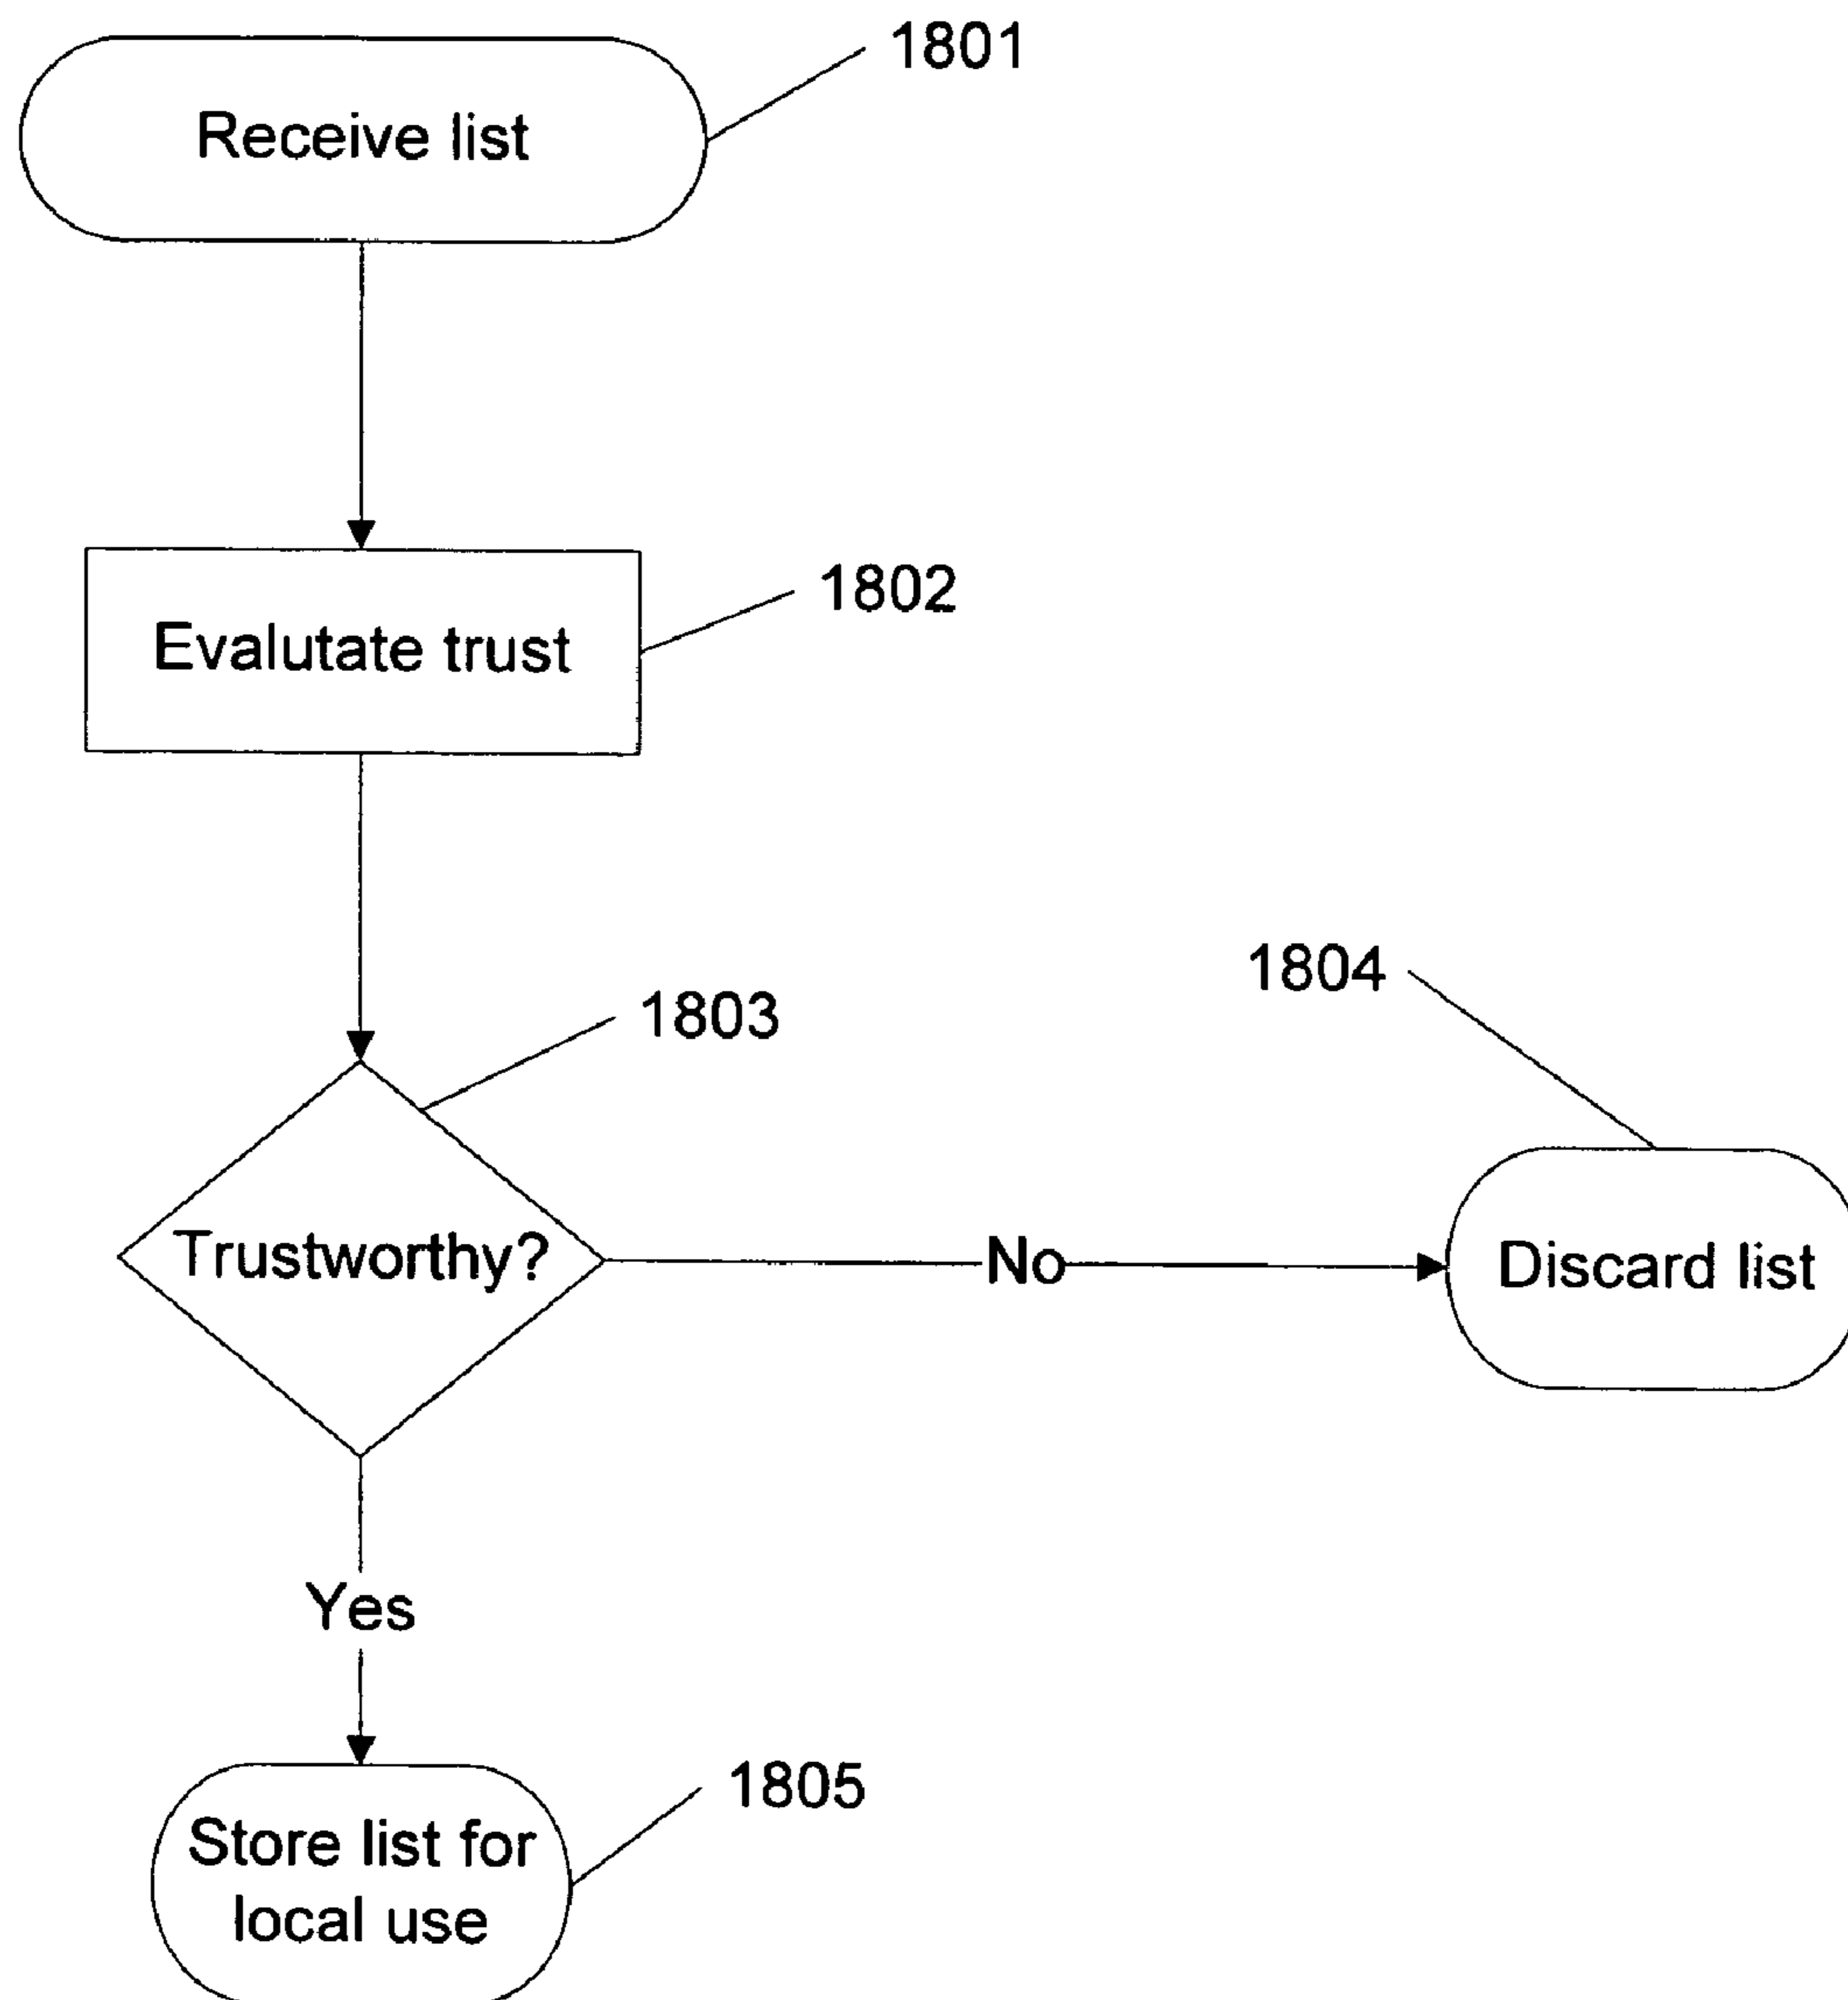 1801
Receive list
1802
Evalutate trust
1803
1804
Trustworthy?
No
Discard list
Yes
1805
Store list for
local use